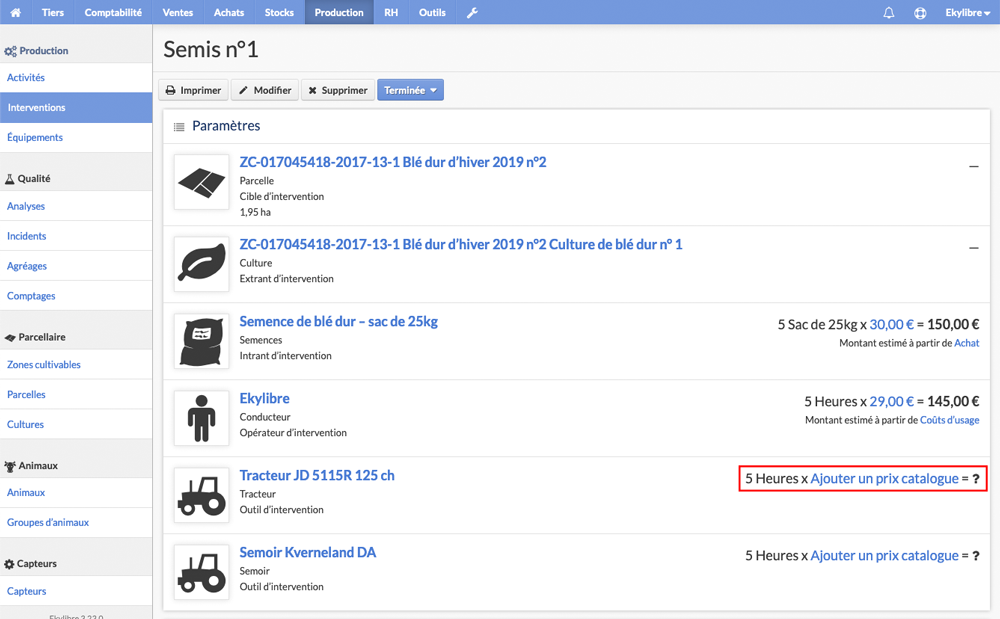 Tiers Comptabilité Ventes Achats Stocks Production RH Outils Ekylibre
Production
Activités
Interventions
Équipements
Qualité
Analyses
Incidents
Agréages
Comptages
Parcellaire
Zones cultivables
Parcelles
Cultures
Animaux
Animaux
Groupes d'animaux
Capteurs
Capteurs
Ekylibre 3.22.0
Semis n°1
Imprimer Modifier Supprimer Terminée
Paramètres
ZC-017045418-2017-13-1 Blé dur d'hiver 2019 n°2 –
Parcelle
Cible d'intervention
1,95 ha
ZC-017045418-2017-13-1 Blé dur d'hiver 2019 n°2 Culture de blé dur n° 1 –
Culture
Extrant d'intervention
Semence de blé dur – sac de 25kg
Semences
Intrant d'intervention
5 Sac de 25kg x 30,00 € = 150,00 €
Montant estimé à partir de Achat
Ekylibre
Conducteur
Opérateur d'intervention
5 Heures x 29,00 € = 145,00 €
Montant estimé à partir de Coûts d'usage
Tracteur JD 5115R 125 ch
Tracteur
Outil d'intervention
5 Heures x Ajouter un prix catalogue = ?
Semoir Kverneland DA
Semoir
Outil d'intervention
5 Heures x Ajouter un prix catalogue = ?